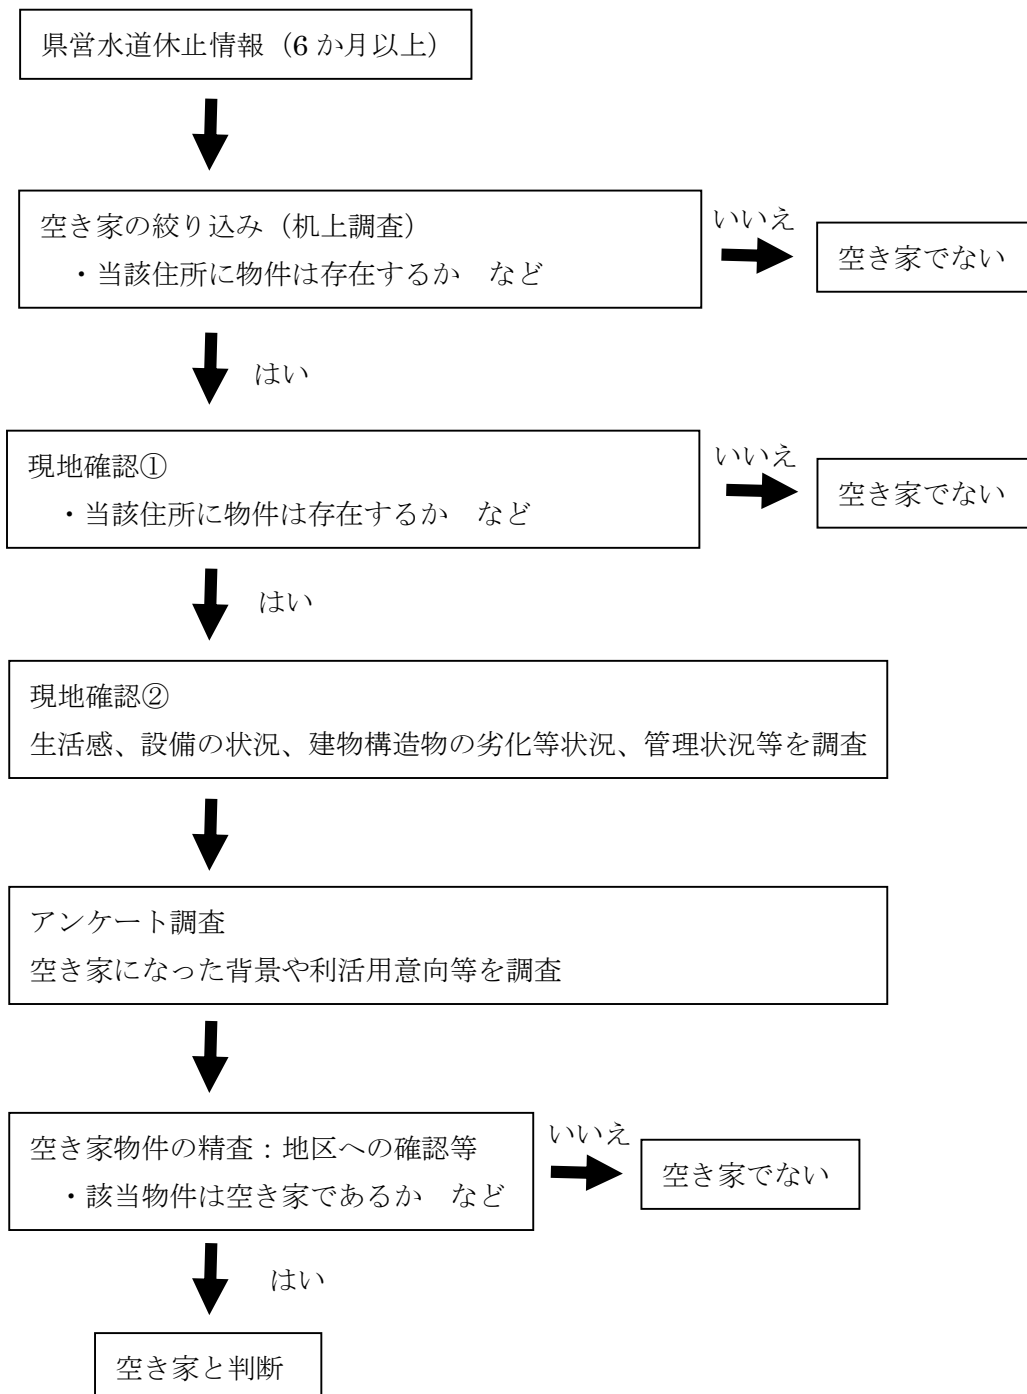 県営水道休止情報（6 か月以上）
空き家の絞り込み（机上調査）
・当該住所に物件は存在するか　など
いいえ
空き家でない
はい
現地確認①
・当該住所に物件は存在するか　など
いいえ
空き家でない
はい
現地確認②
生活感、設備の状況、建物構造物の劣化等状況、管理状況等を調査
アンケート調査
空き家になった背景や利活用意向等を調査
空き家物件の精査：地区への確認等
・該当物件は空き家であるか　など
いいえ
空き家でない
はい
空き家と判断